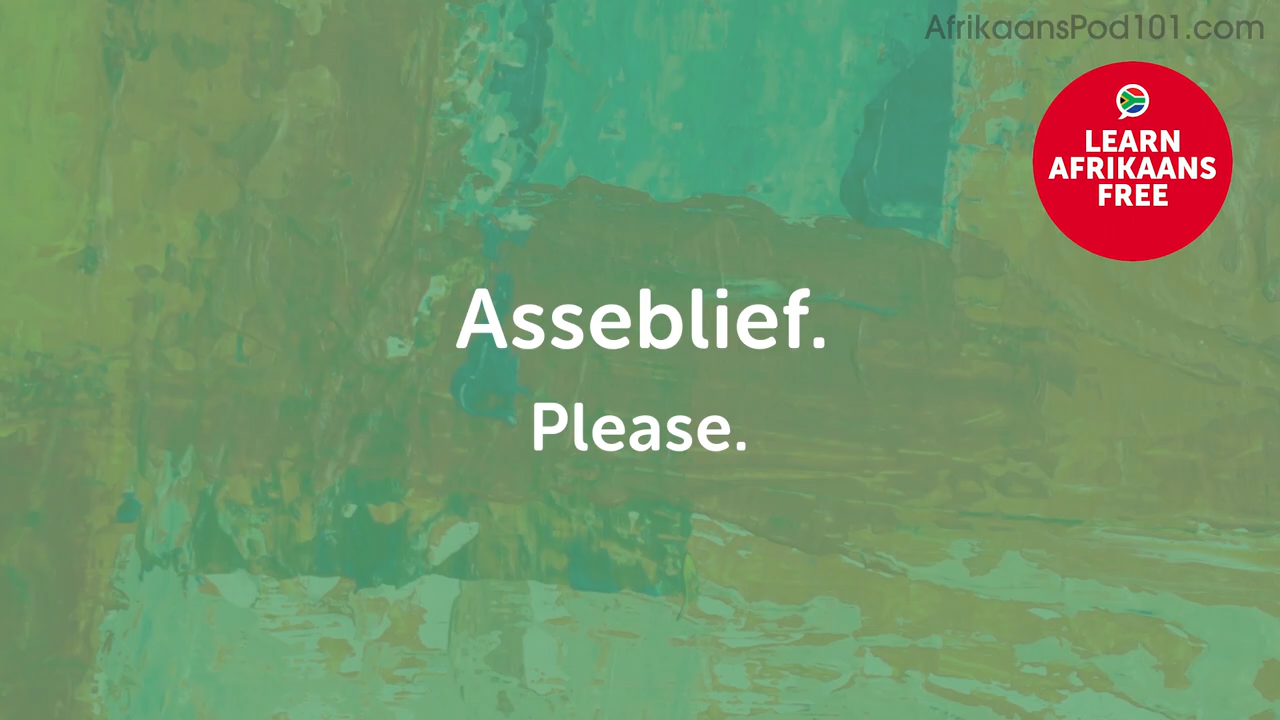 AfrikaansPod101.com
LEARN
AFRIKAANS
FREE
Asseblief.
Please.